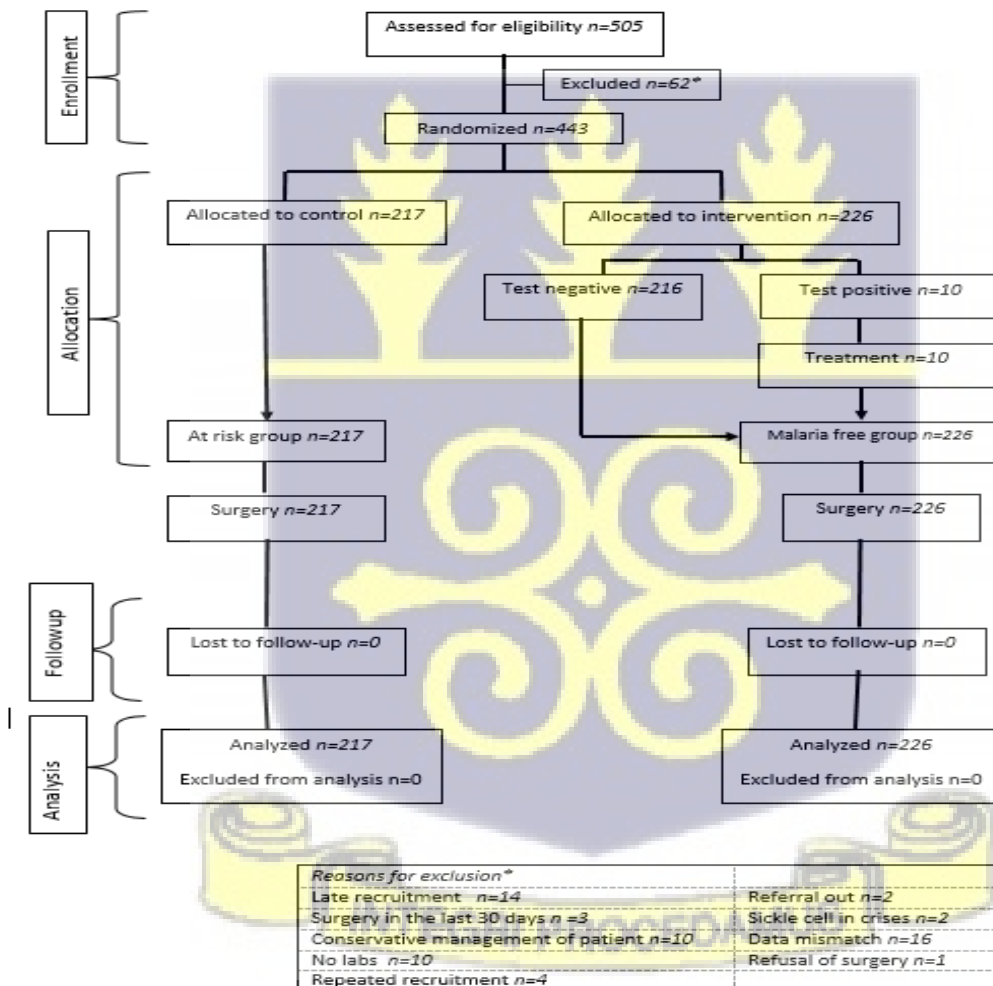 Enrollment
Assessed for eligibility n=505
Excluded n=62*
Randomized n=443
Allocation
Allocated to control n=217
Allocated to intervention n=226
Test negative n=216
Test positive n=10
Treatment n=10
At risk group n=217
Malaria free group n=226
Surgery n=217
Surgery n=226
Followup
Lost to follow-up n=0
Lost to follow-up n=0
Analysis
Analyzed n=217
Excluded from analysis n=0
Analyzed n=226
Excluded from analysis n=0
Reasons for exclusion*
Late recruitment n=14
Referral out n=2
Surgery in the last 30 days n =3
Sickle cell in crises n=2
Conservative management of patient n=10
Data mismatch n=16
No labs n=10
Refusal of surgery n=1
Repeated recruitment n=4
INTEGRI PROCEDAMUS